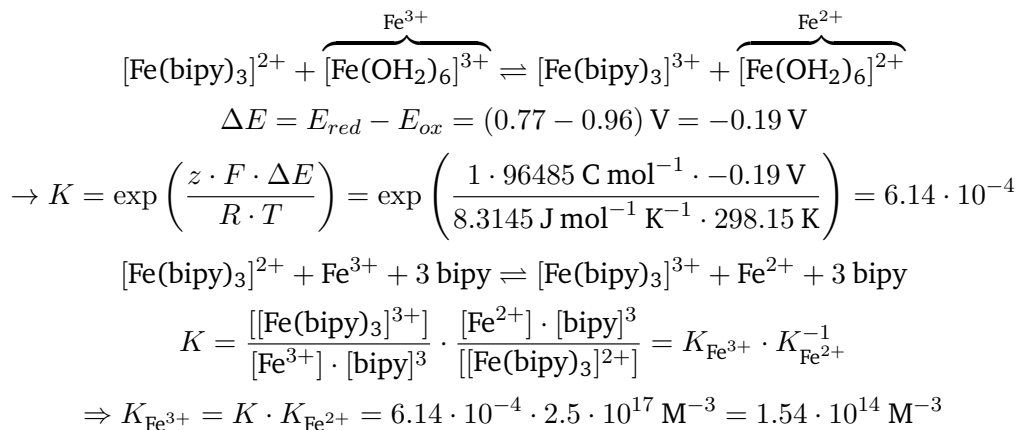 Fe³⁺ Fe²⁺
[Fe(bipy)₃]²⁺ + [Fe(OH₂)₆]³⁺ ⇌ [Fe(bipy)₃]³⁺ + [Fe(OH₂)₆]²⁺
ΔE = E_red − E_ox = (0.77 − 0.96) V = −0.19 V
→ K = exp(z · F · ΔE / R · T) = exp(1 · 96485 C mol⁻¹ · −0.19 V / 8.3145 J mol⁻¹ K⁻¹ · 298.15 K) = 6.14 · 10⁻⁴
[Fe(bipy)₃]²⁺ + Fe³⁺ + 3 bipy ⇌ [Fe(bipy)₃]³⁺ + Fe²⁺ + 3 bipy
K = [[Fe(bipy)₃]³⁺] / [Fe³⁺] · [bipy]³ · [Fe²⁺] · [bipy]³ / [[Fe(bipy)₃]²⁺] = K_Fe³⁺ · K_Fe²⁺⁻¹
⇒ K_Fe³⁺ = K · K_Fe²⁺ = 6.14 · 10⁻⁴ · 2.5 · 10¹⁷ M⁻³ = 1.54 · 10¹⁴ M⁻³